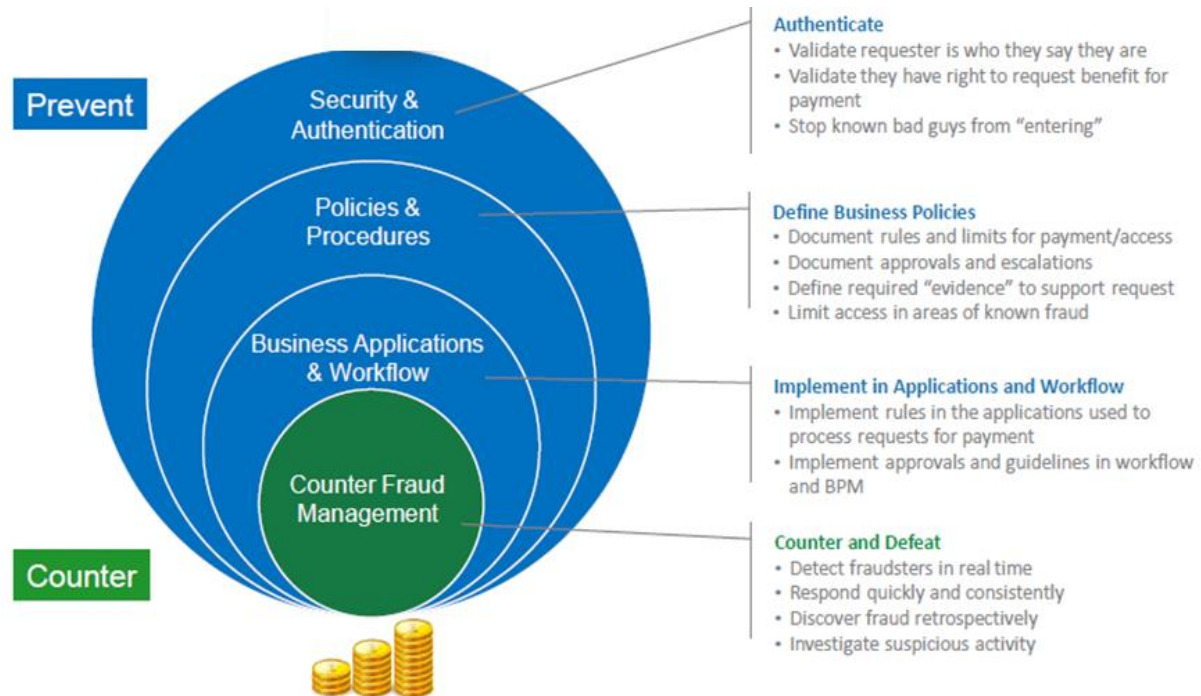 Prevent
Security &
Authentication
Policies &
Procedures
Business Applications
& Workflow
Counter Fraud
Management
Counter
Authenticate
• Validate requester is who they say they are
• Validate they have right to request benefit for
payment
• Stop known bad guys from “entering”
Define Business Policies
• Document rules and limits for payment/access
• Document approvals and escalations
• Define required “evidence” to support request
• Limit access in areas of known fraud
Implement in Applications and Workflow
• Implement rules in the applications used to
process requests for payment
• Implement approvals and guidelines in workflow
and BPM
Counter and Defeat
• Detect fraudsters in real time
• Respond quickly and consistently
• Discover fraud retrospectively
• Investigate suspicious activity